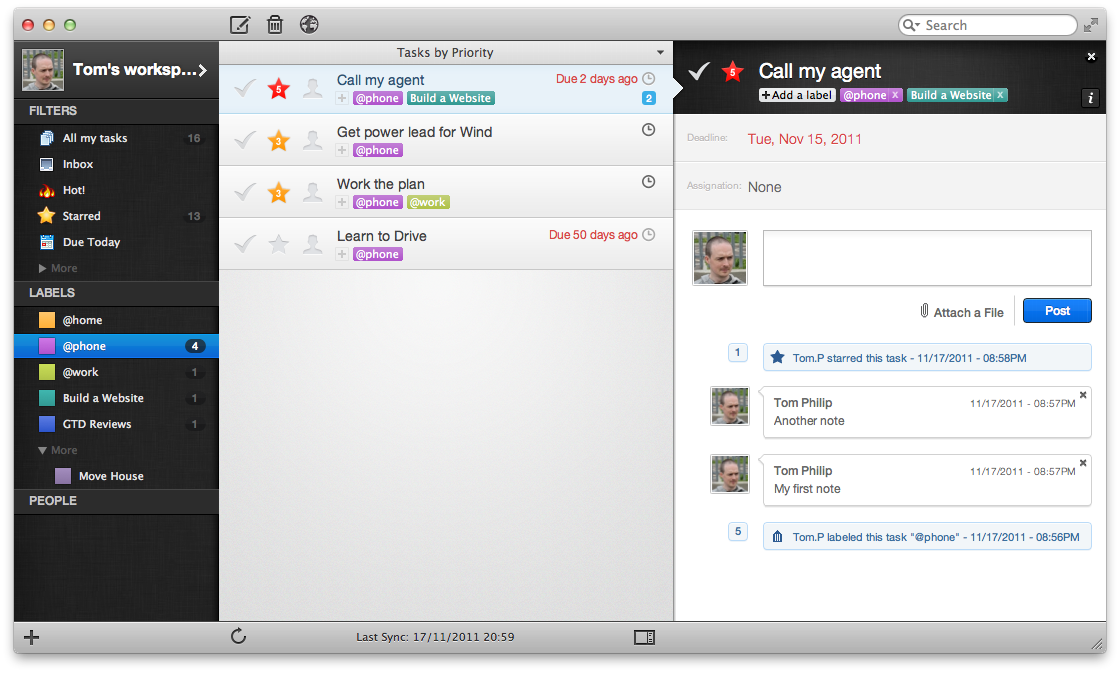 Search
Tom's worksp...
FILTERS
All my tasks 16
Inbox
Hot!
Starred 13
Due Today
More
LABELS
@home
@phone 4
@work 1
Build a Website 1
GTD Reviews 1
More
Move House
PEOPLE
Tasks by Priority
5 Call my agent Due 2 days ago
+ @phone Build a Website 2
3 Get power lead for Wind
+ @phone
3 Work the plan
+ @phone @work
Learn to Drive Due 50 days ago
+ @phone
Last Sync: 17/11/2011 20:59
5 Call my agent
+Add a label @phone x Build a Website x
i
Deadline: Tue, Nov 15, 2011
Assignation: None
Attach a File Post
1 Tom.P starred this task - 11/17/2011 - 08:58PM
Tom Philip 11/17/2011 - 08:57PM
Another note
Tom Philip 11/17/2011 - 08:57PM
My first note
5 Tom.P labeled this task "@phone" - 11/17/2011 - 08:56PM